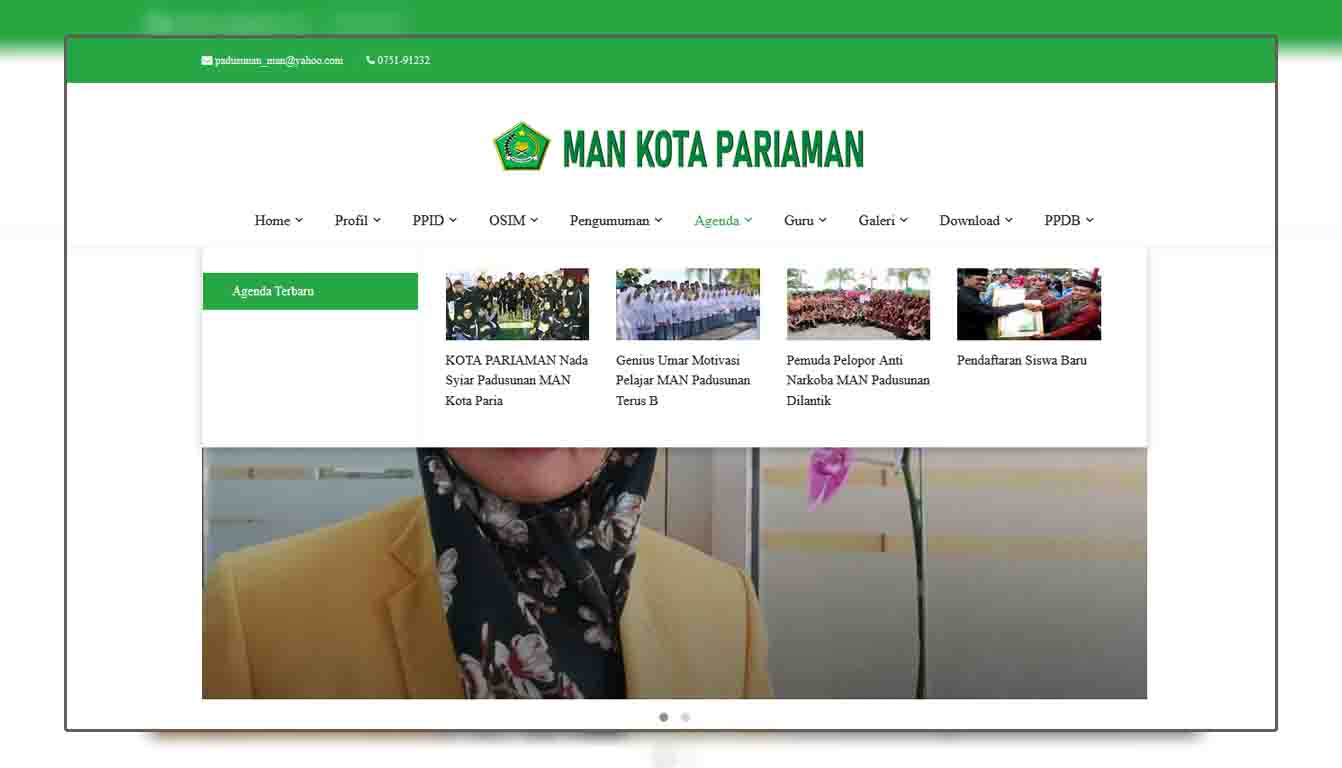 padusunan_man@yahoo.com 0751-91232
MAN KOTA PARIAMAN
Home Profil PPID OSIM Pengumuman Agenda Guru Galeri Download PPDB
Agenda Terbaru
KOTA PARIAMAN Nada
Syiar Padusunan MAN
Kota Paria
Genius Umar Motivasi
Pelajar MAN Padusunan
Terus B
Pemuda Pelopor Anti
Narkoba MAN Padusunan
Dilantik
Pendaftaran Siswa Baru